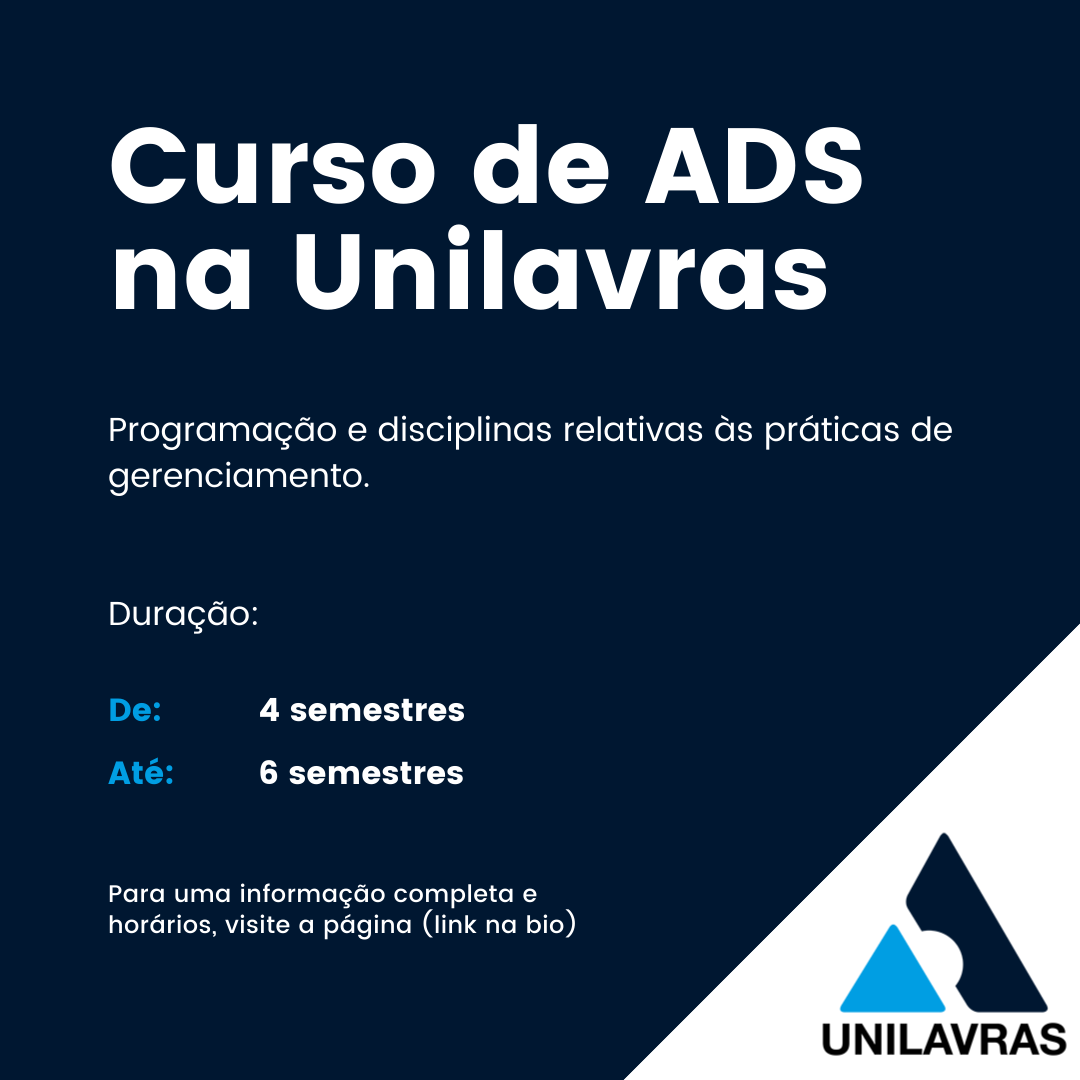 Curso de ADS
na Unilavras
Programação e disciplinas relativas às práticas de
gerenciamento.
Duração:
De: 4 semestres
Até: 6 semestres
Para uma informação completa e
horários, visite a página (link na bio)
UNILAVRAS